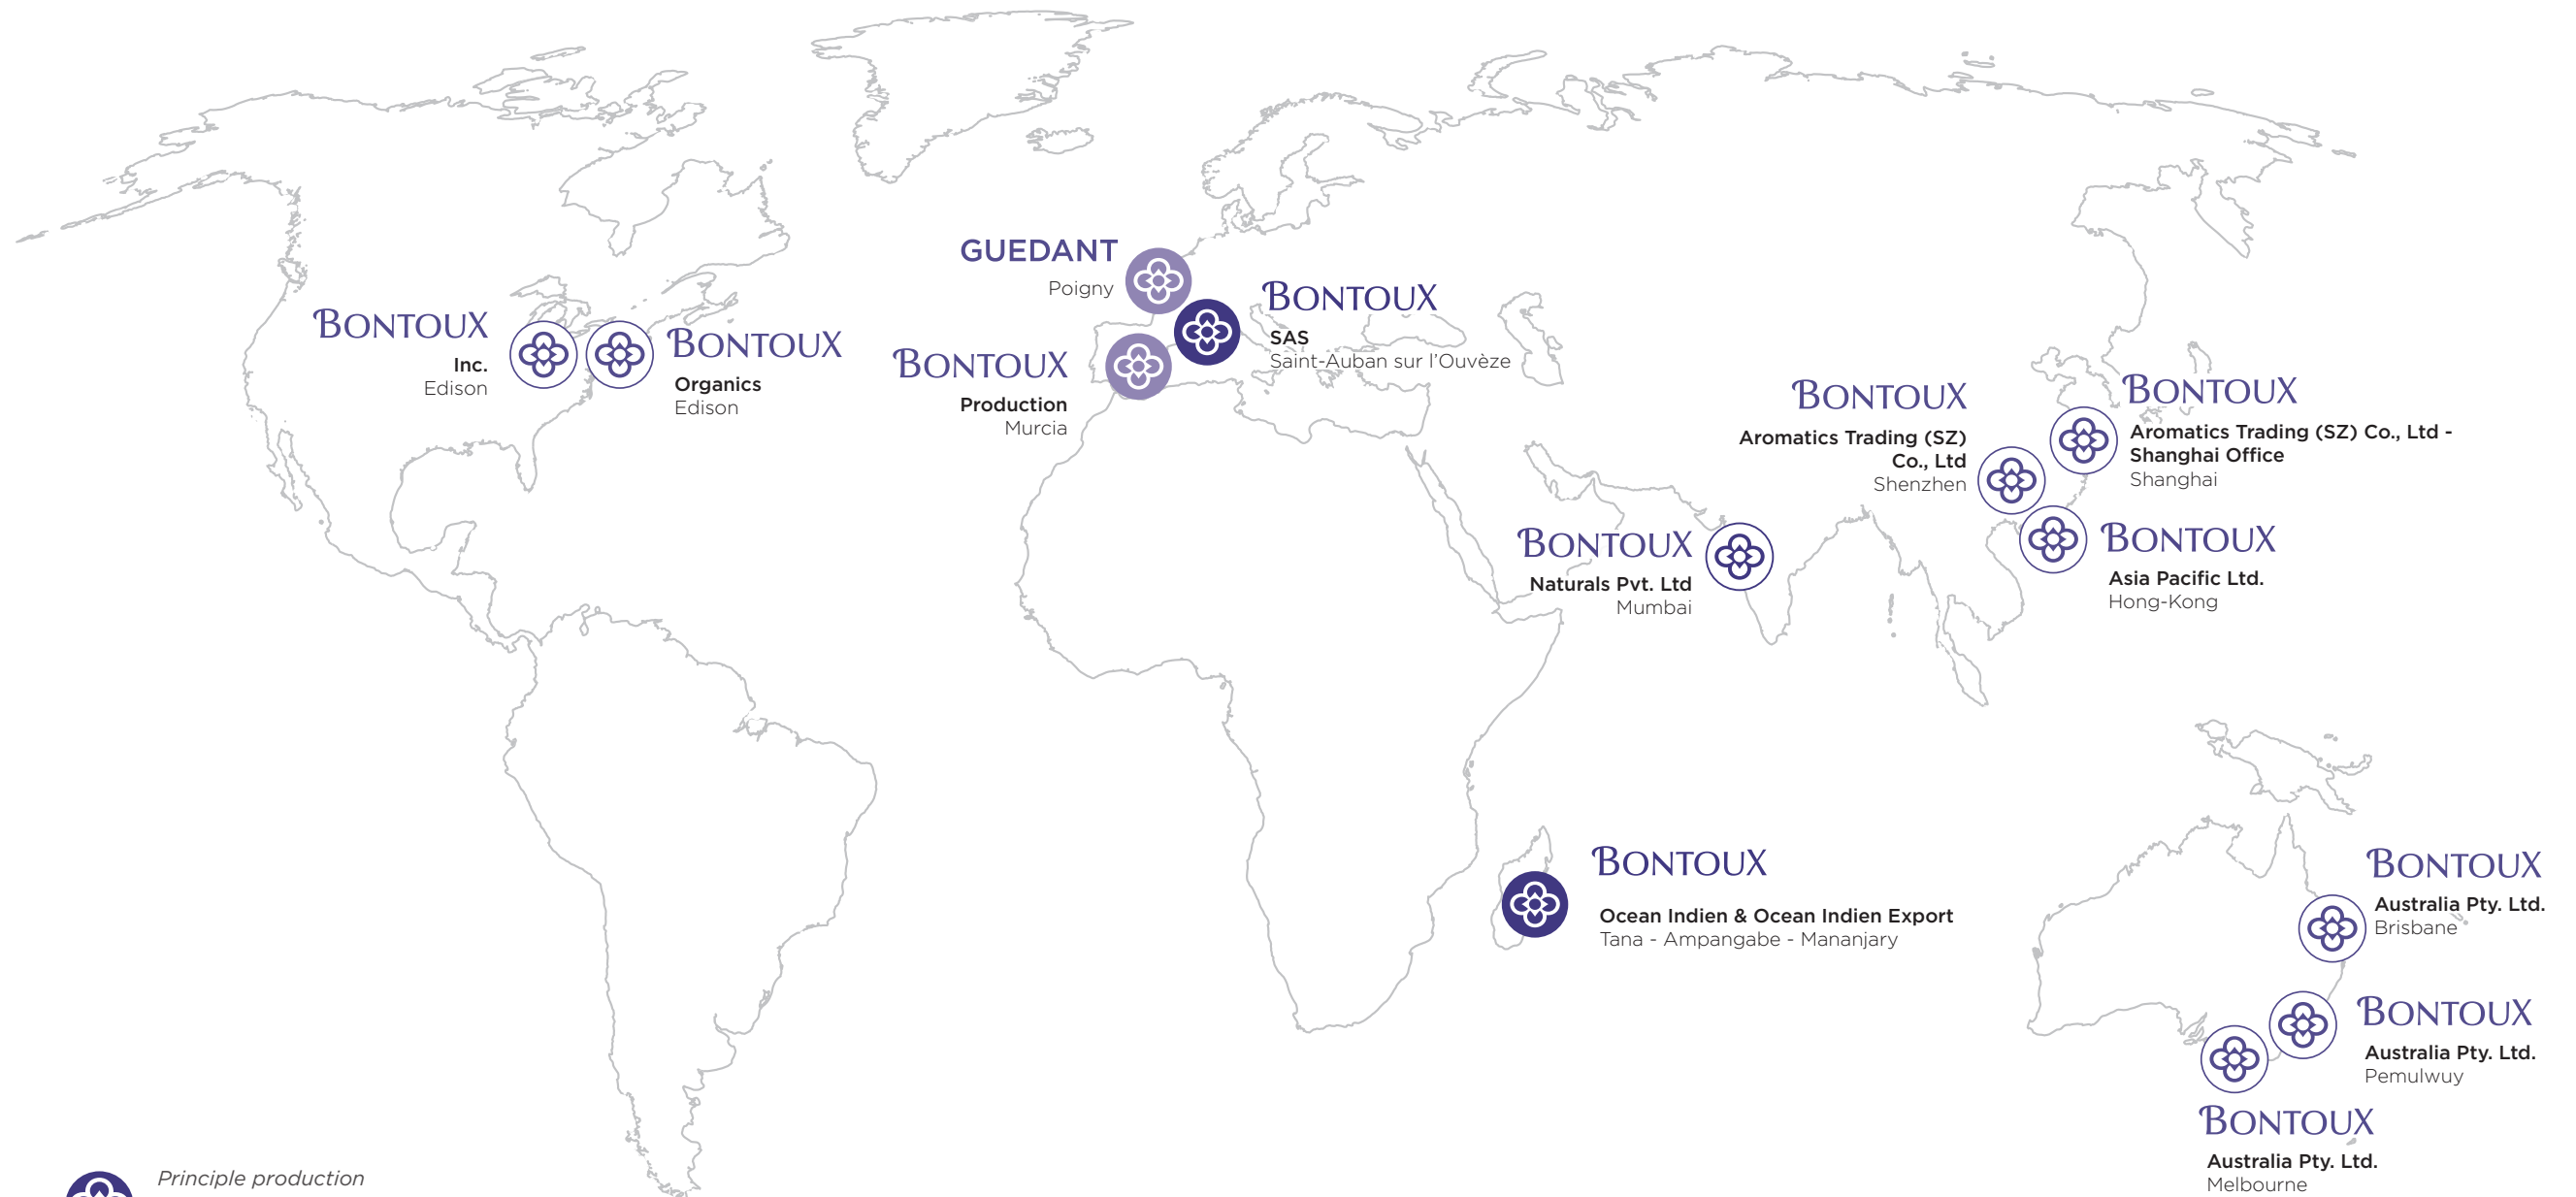 GUEDANT
Poigny
BONTOUX
SAS
Saint-Auban sur l'Ouvèze
BONTOUX
Inc.
Edison
BONTOUX
Organics
Edison
BONTOUX
Production
Murcia
BONTOUX
Aromatics Trading (SZ)
Co., Ltd
Shenzhen
BONTOUX
Aromatics Trading (SZ) Co., Ltd -
Shanghai Office
Shanghai
BONTOUX
Naturals Pvt. Ltd
Mumbai
BONTOUX
Asia Pacific Ltd.
Hong-Kong
BONTOUX
Ocean Indien & Ocean Indien Export
Tana - Ampangabe - Mananjary
BONTOUX
Australia Pty. Ltd.
Brisbane
BONTOUX
Australia Pty. Ltd.
Pemulwuy
BONTOUX
Australia Pty. Ltd.
Melbourne
Principle production